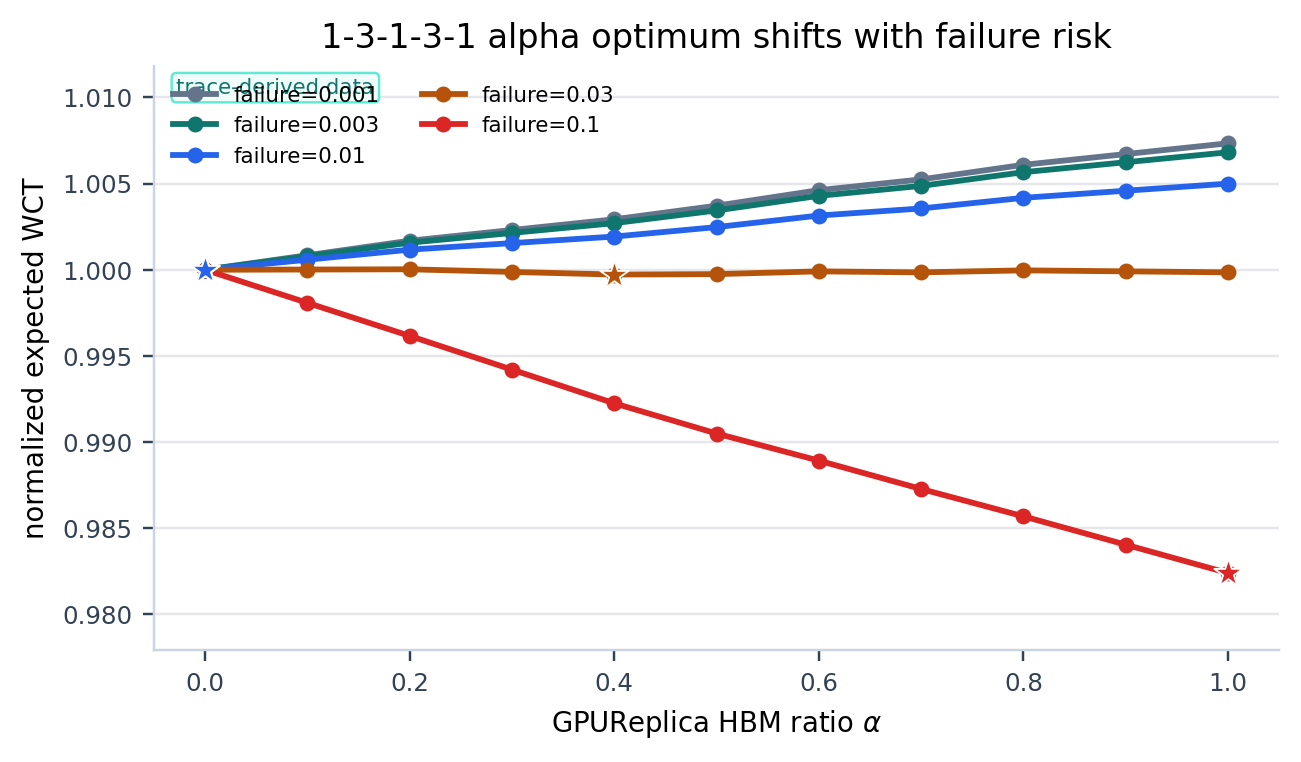 1-3-1-3-1 alpha optimum shifts with failure risk
trace-derived data
failure=0.001
failure=0.003
failure=0.01
failure=0.03
failure=0.1
normalized expected WCT
1.010
1.005
1.000
0.995
0.990
0.985
0.980
0.0 0.2 0.4 0.6 0.8 1.0
GPUReplica HBM ratio α